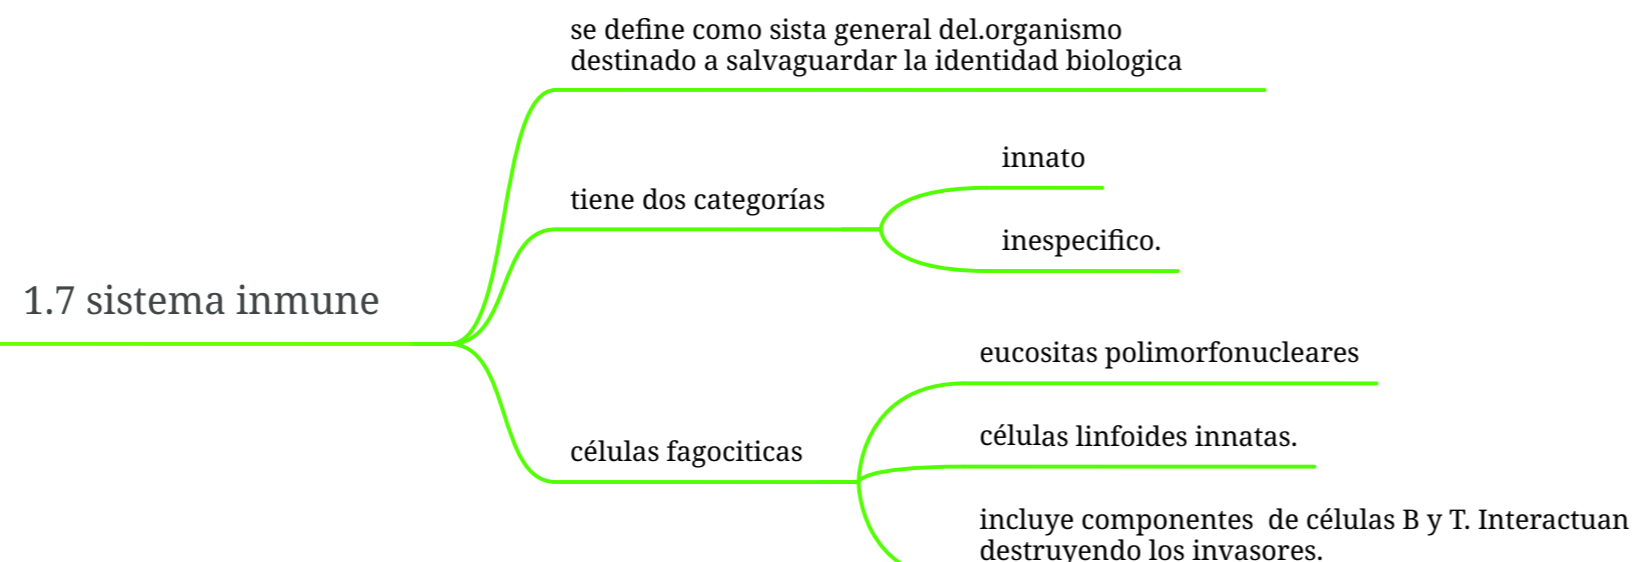 se define como sista general del.organismo
destinado a salvaguardar la identidad biologica
innato
tiene dos categorías
inespecifico.
1.7 sistema inmune
eucositas polimorfonucleares
células linfoides innatas.
células fagociticas
incluye componentes  de células B y T. Interactuan
destruyendo los invasores.